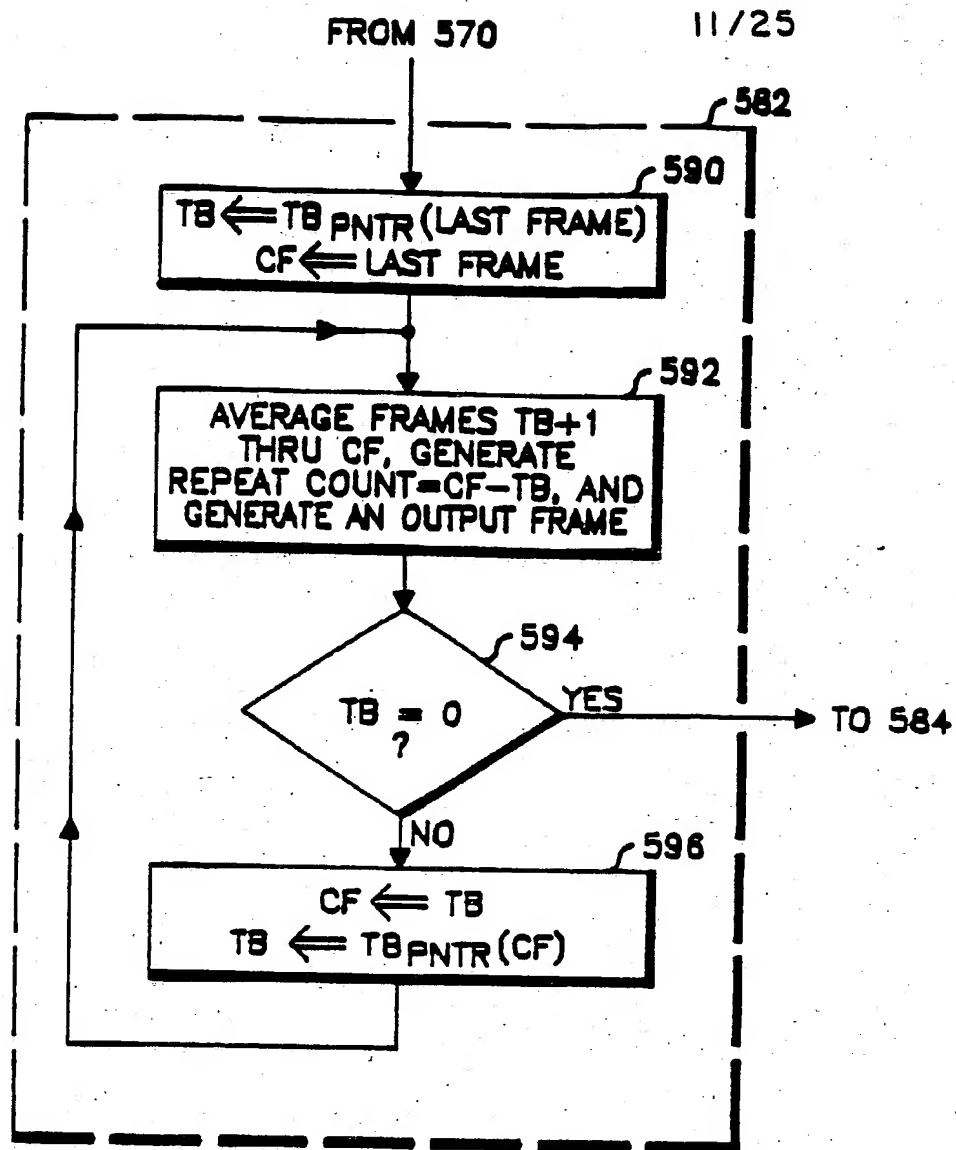 FROM 570
11/25
582
590
TB ⟸ TB PNTR (LAST FRAME)
CF ⟸ LAST FRAME
592
AVERAGE FRAMES TB+1
THRU CF, GENERATE
REPEAT COUNT=CF-TB, AND
GENERATE AN OUTPUT FRAME
594
TB = 0
?
YES
TO 584
NO
596
CF ⟸ TB
TB ⟸ TB PNTR (CF)